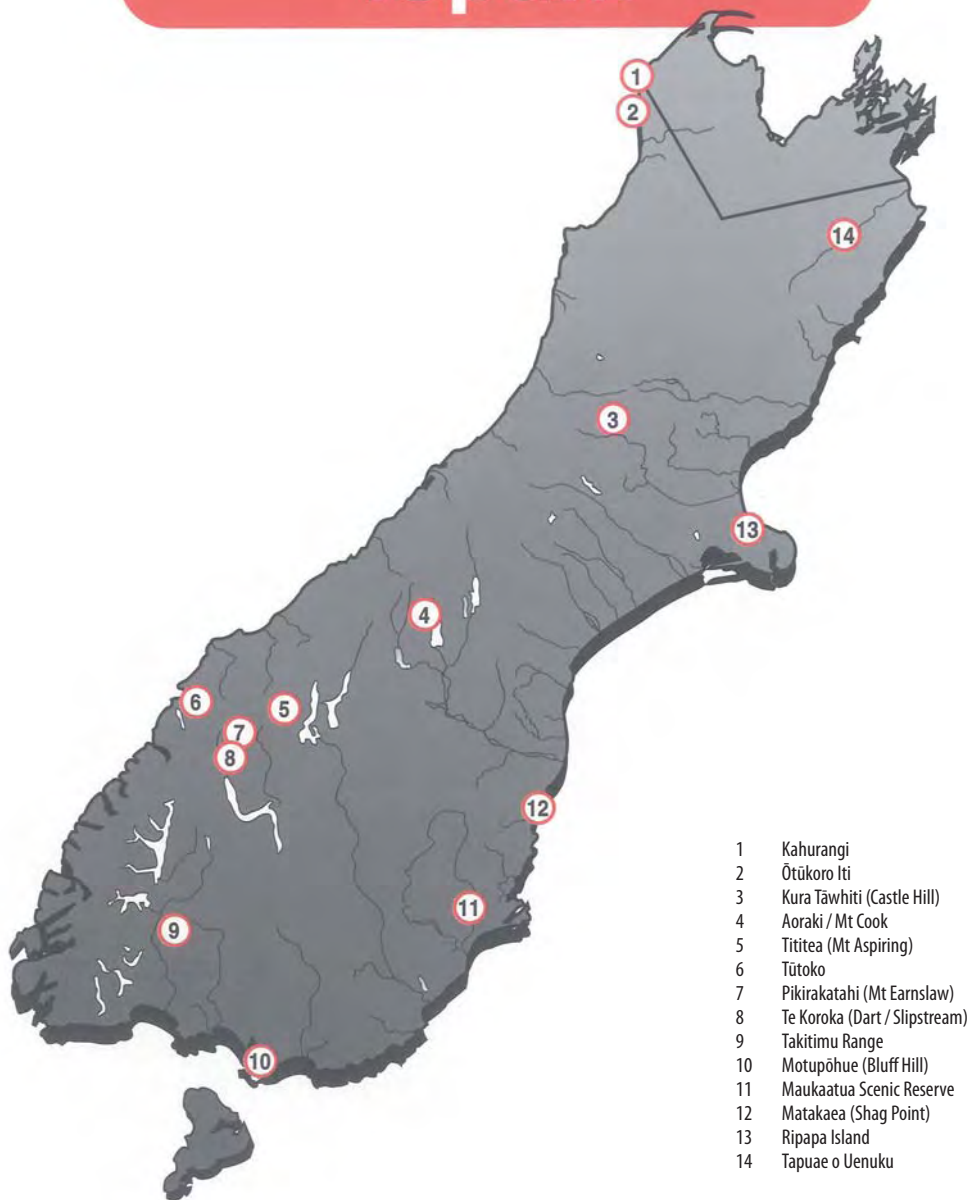 1
2
14
3
13
4
6
5
7
8
12
11
9
10
1 Kahurangi
2 Ōtūkoro Iti
3 Kura Tāwhiti (Castle Hill)
4 Aoraki / Mt Cook
5 Tititea (Mt Aspiring)
6 Tūtoko
7 Pikirakatahi (Mt Earnslaw)
8 Te Koroka (Dart / Slipstream)
9 Takitimu Range
10 Motupōhue (Bluff Hill)
11 Maukaatua Scenic Reserve
12 Matakaea (Shag Point)
13 Ripapa Island
14 Tapuae o Uenuku